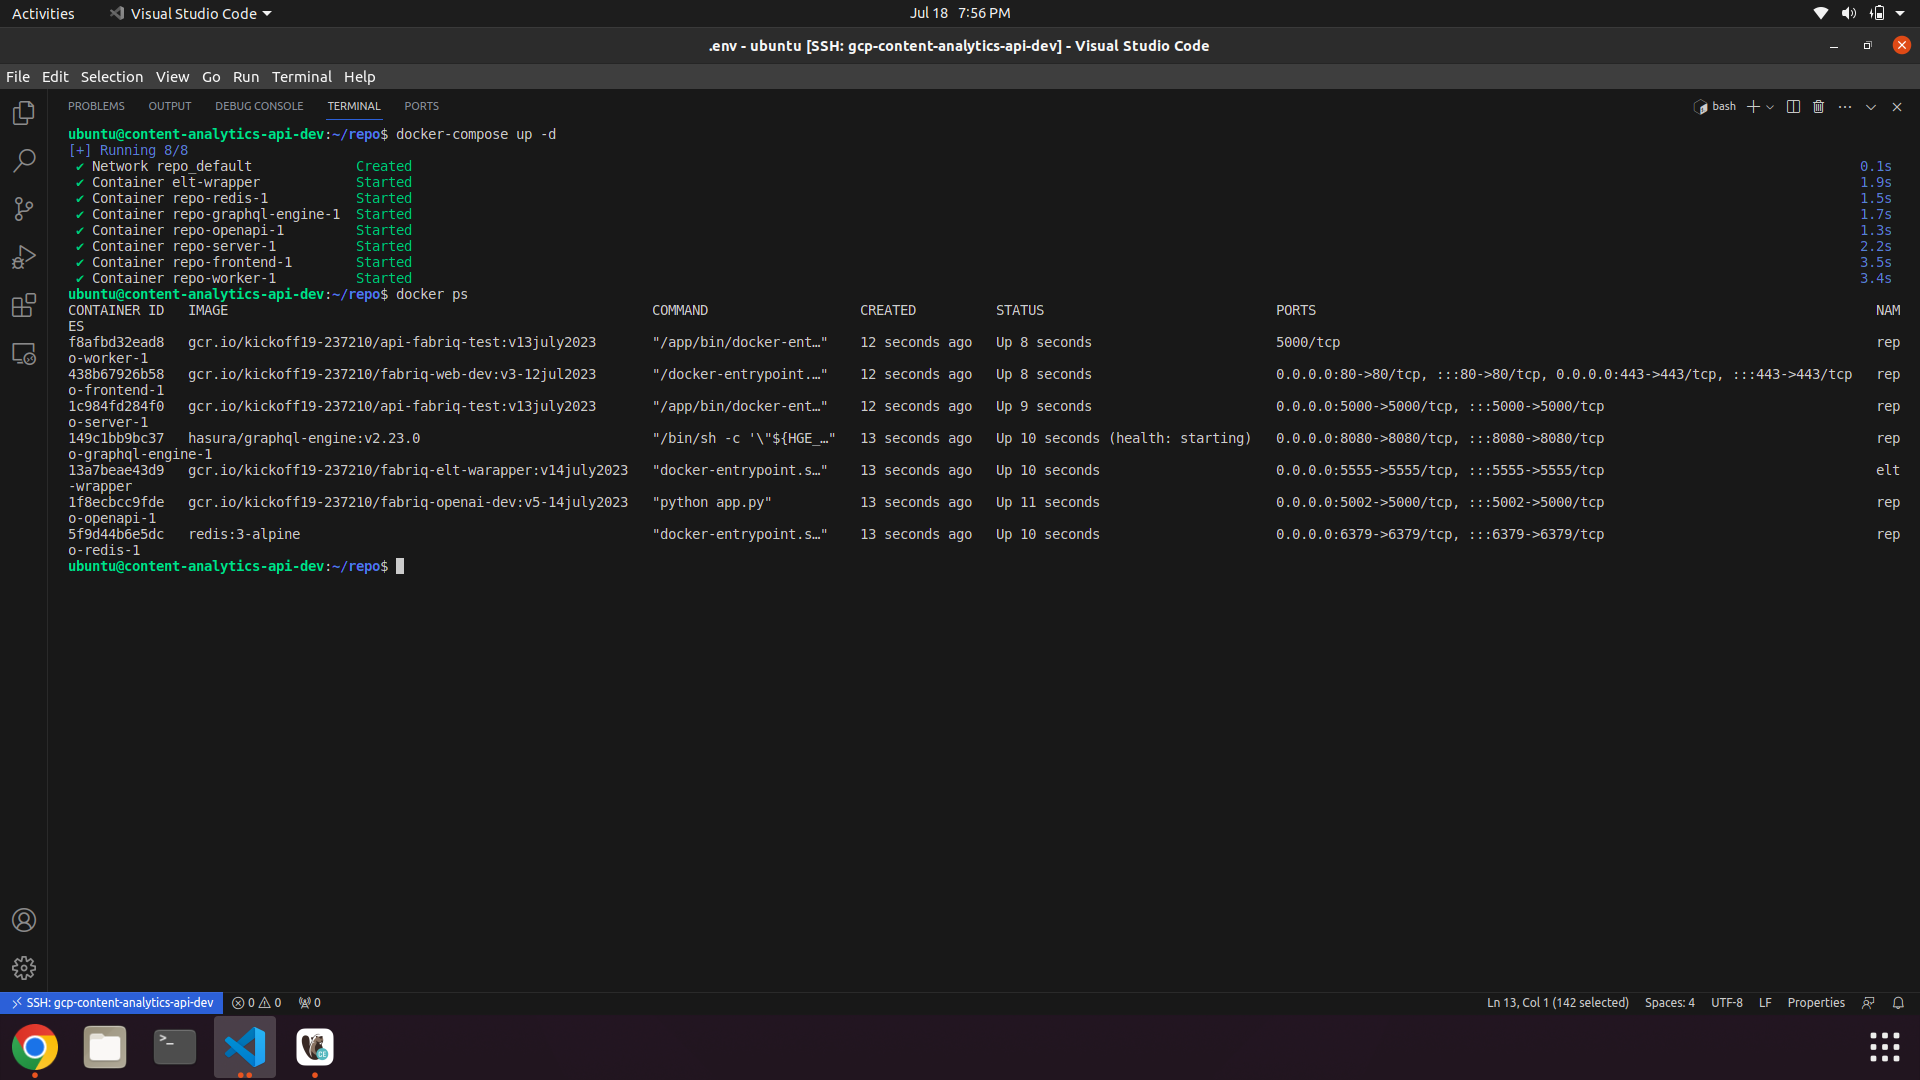 Activities Visual Studio Code Jul 18 7:56 PM
.env - ubuntu [SSH: gcp-content-analytics-api-dev] - Visual Studio Code
File Edit Selection View Go Run Terminal Help
PROBLEMS OUTPUT DEBUG CONSOLE TERMINAL PORTS bash
ubuntu@content-analytics-api-dev:~/repo$ docker-compose up -d
[+] Running 8/8
✔ Network repo_default Created 0.1s
✔ Container elt-wrapper Started 1.9s
✔ Container repo-redis-1 Started 1.5s
✔ Container repo-graphql-engine-1 Started 1.7s
✔ Container repo-openapi-1 Started 1.3s
✔ Container repo-server-1 Started 2.2s
✔ Container repo-frontend-1 Started 3.5s
✔ Container repo-worker-1 Started 3.4s
ubuntu@content-analytics-api-dev:~/repo$ docker ps
CONTAINER ID IMAGE COMMAND CREATED STATUS PORTS NAM
ES
f8afbd32ead8 gcr.io/kickoff19-237210/api-fabriq-test:v13july2023 "/app/bin/docker-ent…" 12 seconds ago Up 8 seconds 5000/tcp rep
o-worker-1
438b67926b58 gcr.io/kickoff19-237210/fabriq-web-dev:v3-12jul2023 "/docker-entrypoint.…" 12 seconds ago Up 8 seconds 0.0.0.0:80->80/tcp, :::80->80/tcp, 0.0.0.0:443->443/tcp, :::443->443/tcp rep
o-frontend-1
1c984fd284f0 gcr.io/kickoff19-237210/api-fabriq-test:v13july2023 "/app/bin/docker-ent…" 12 seconds ago Up 9 seconds 0.0.0.0:5000->5000/tcp, :::5000->5000/tcp rep
o-server-1
149c1bb9bc37 hasura/graphql-engine:v2.23.0 "/bin/sh -c '\"${HGE_…" 13 seconds ago Up 10 seconds (health: starting) 0.0.0.0:8080->8080/tcp, :::8080->8080/tcp rep
o-graphql-engine-1
13a7beae43d9 gcr.io/kickoff19-237210/fabriq-elt-warapper:v14july2023 "docker-entrypoint.s…" 13 seconds ago Up 10 seconds 0.0.0.0:5555->5555/tcp, :::5555->5555/tcp elt
-wrapper
1f8ecbcc9fde gcr.io/kickoff19-237210/fabriq-openai-dev:v5-14july2023 "python app.py" 13 seconds ago Up 11 seconds 0.0.0.0:5002->5000/tcp, :::5002->5000/tcp rep
o-openapi-1
5f9d44b6e5dc redis:3-alpine "docker-entrypoint.s…" 13 seconds ago Up 10 seconds 0.0.0.0:6379->6379/tcp, :::6379->6379/tcp rep
o-redis-1
ubuntu@content-analytics-api-dev:~/repo$
SSH: gcp-content-analytics-api-dev 0 0 0 Ln 13, Col 1 (142 selected) Spaces: 4 UTF-8 LF Properties
>_ CE